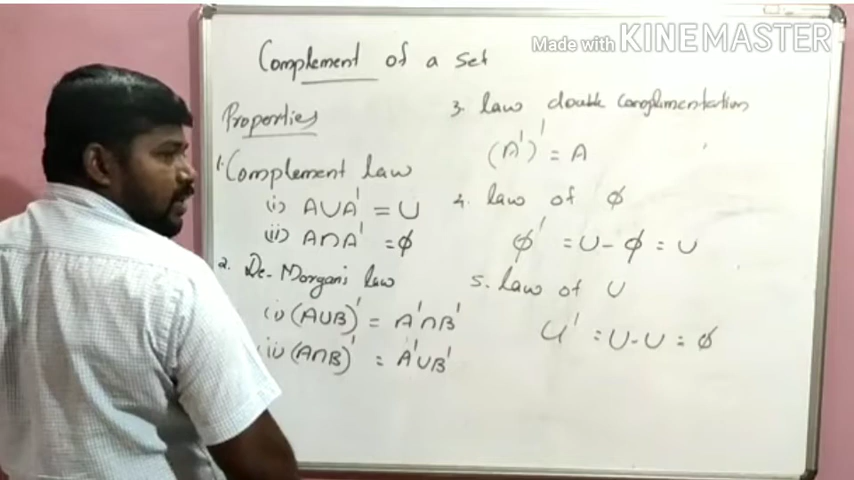 Made with KINEMASTER
Complement of a set
Properties
1. Complement law
(i) A∪A' = U
(ii) A∩A' = ϕ
2. De-Morgan's law
(i) (A∪B)' = A'∩B'
(ii) (A∩B)' = A'∪B'
3. law double complimentation
(A')' = A
4. law of ϕ
ϕ' = U - ϕ = U
5. law of U
U' = U - U = ϕ